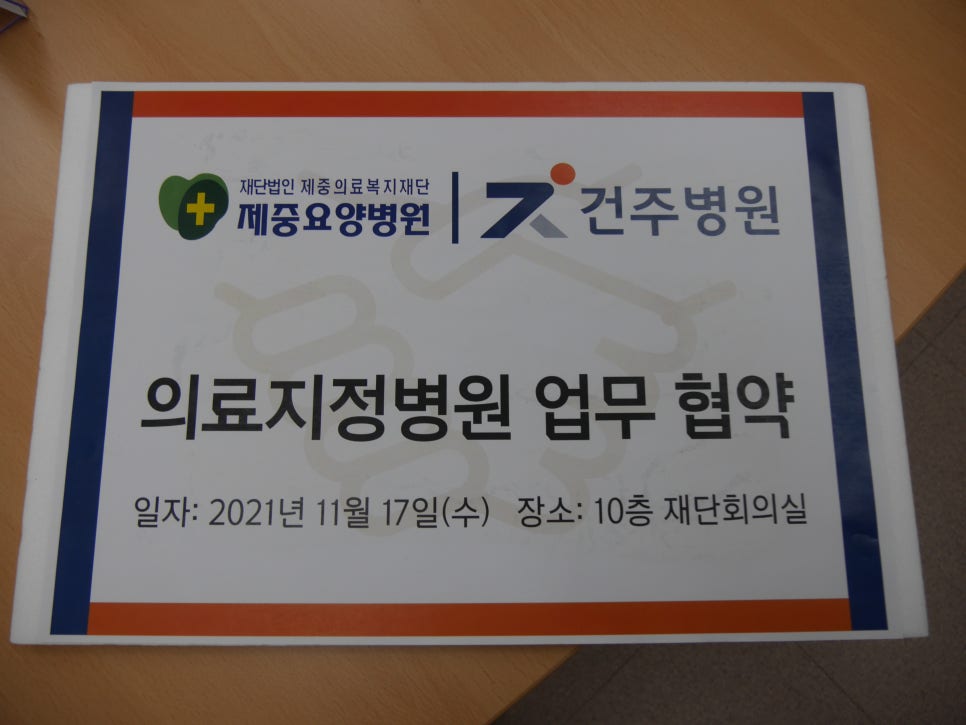 재단법인 제중의료복지재단
제중요양병원
건주병원
의료지정병원 업무 협약
일자: 2021년 11월 17일(수) 장소: 10층 재단회의실